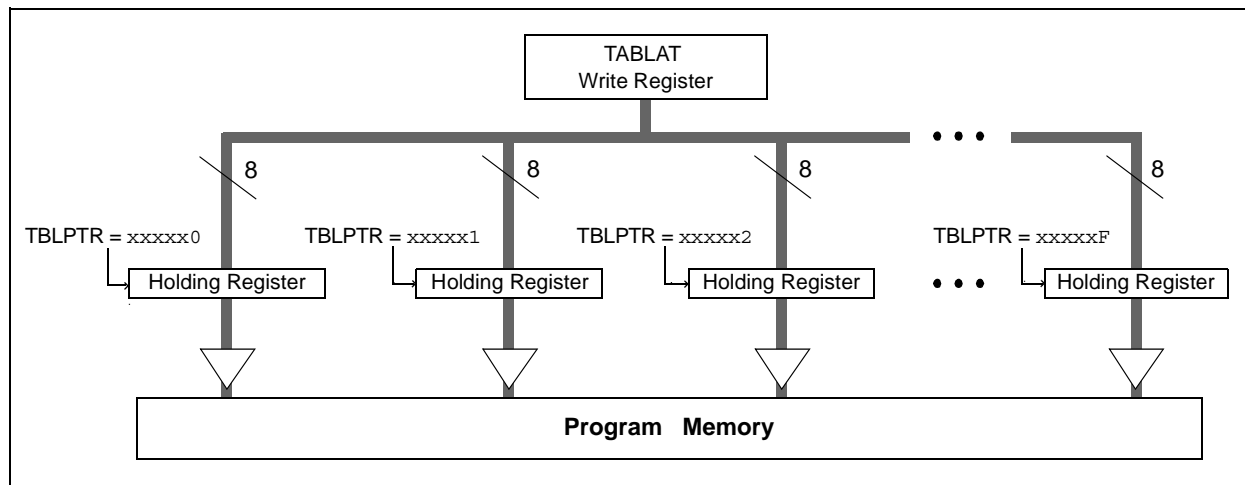 TABLAT
Write Register
8 8 8 8
TBLPTR = xxxxx0 TBLPTR = xxxxx1 TBLPTR = xxxxx2 TBLPTR = xxxxxF
Holding Register Holding Register Holding Register Holding Register
Program Memory